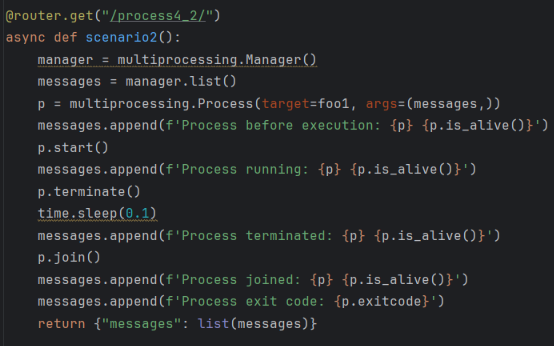 @router.get("/process4_2/")
async def scenario2():
    manager = multiprocessing.Manager()
    messages = manager.list()
    p = multiprocessing.Process(target=foo1, args=(messages,))
    messages.append(f'Process before execution: {p} {p.is_alive()}')
    p.start()
    messages.append(f'Process running: {p} {p.is_alive()}')
    p.terminate()
    time.sleep(0.1)
    messages.append(f'Process terminated: {p} {p.is_alive()}')
    p.join()
    messages.append(f'Process joined: {p} {p.is_alive()}')
    messages.append(f'Process exit code: {p.exitcode}')
    return {"messages": list(messages)}